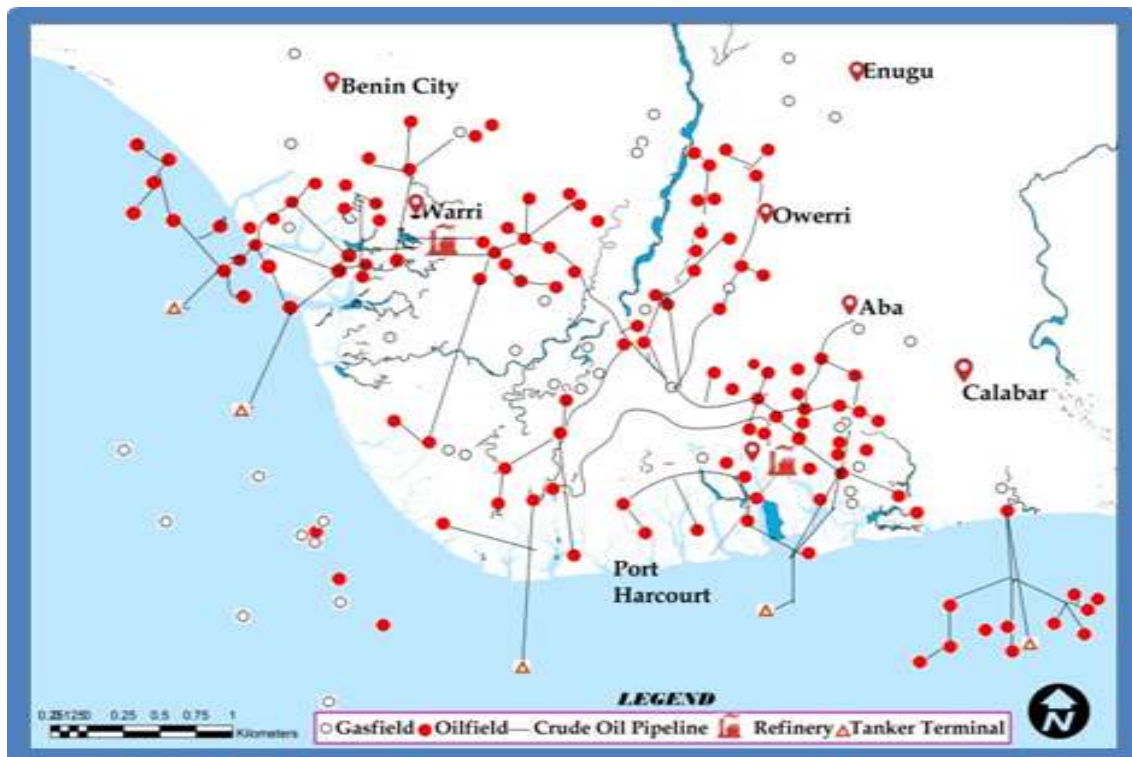 Enugu
Benin City
Warri
Owerri
Aba
Calabar
Port
Harcourt
LEGEND
0.25 0.5 0.75 1
Kilometers
Gasfield Oilfield Crude Oil Pipeline Refinery Tanker Terminal
N